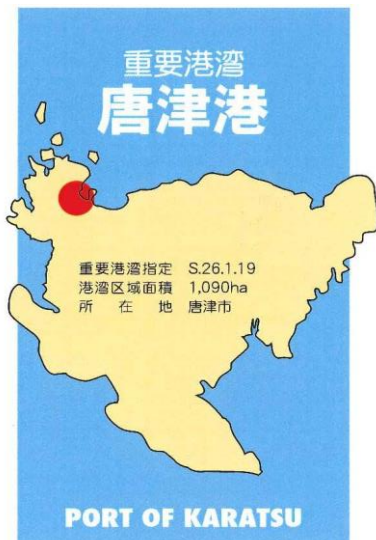 重要港湾
唐津港
重要港湾指定 S.26.1.19
港湾区域面積 1,090ha
所在地 唐津市
PORT OF KARATSU